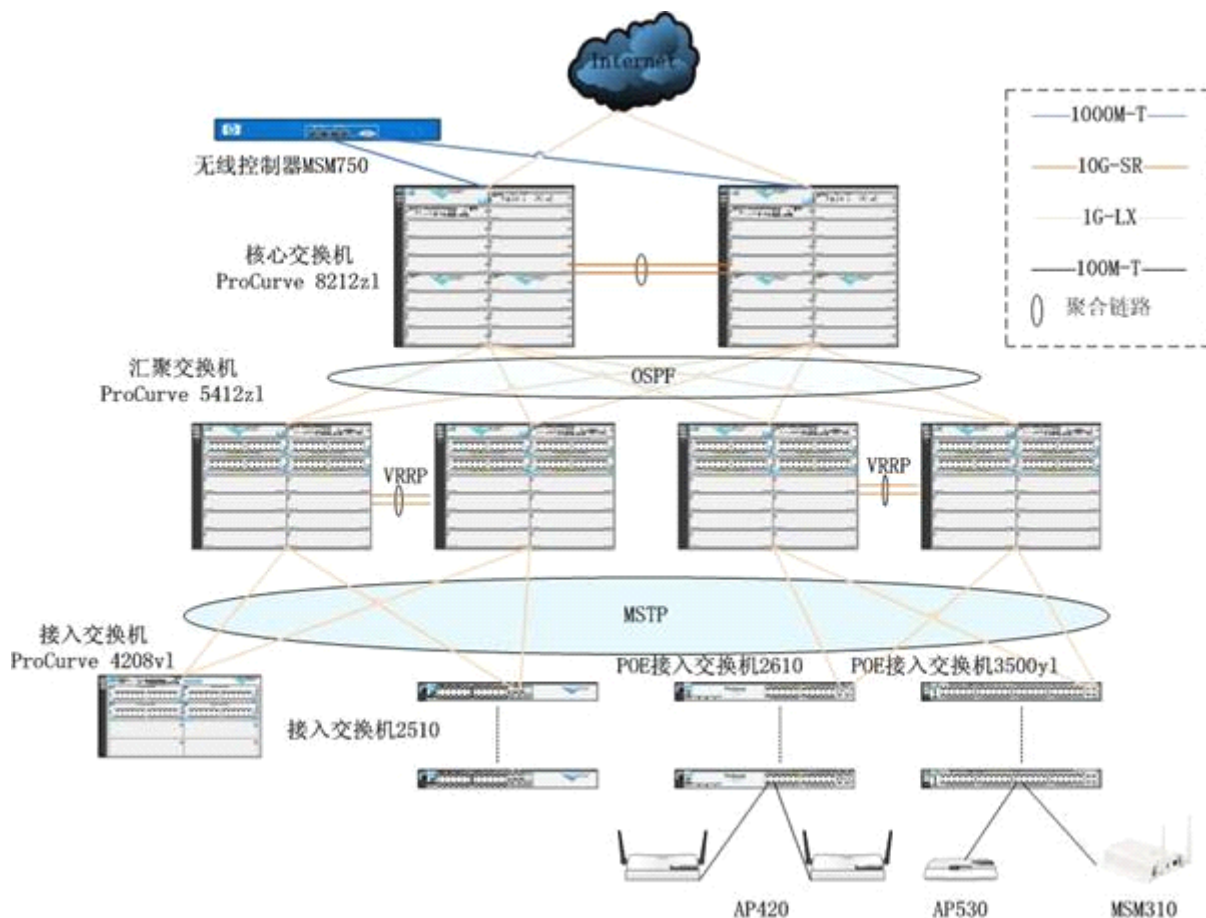 Internet
1000M-T
10G-SR
1G-LX
100M-T
聚合链路
无线控制器MSM750
核心交换机
ProCurve 8212zl
汇聚交换机
ProCurve 5412zl
OSPF
VRRP
VRRP
MSTP
接入交换机
ProCurve 4208vl
POE接入交换机2610
POE接入交换机3500yl
接入交换机2510
AP420
AP530
MSM310